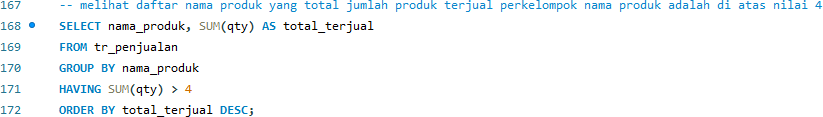 167 -- melihat daftar nama produk yang total jumlah produk terjual perkelompok nama produk adalah di atas nilai 4
168 SELECT nama_produk, SUM(qty) AS total_terjual
169 FROM tr_penjualan
170 GROUP BY nama_produk
171 HAVING SUM(qty) > 4
172 ORDER BY total_terjual DESC;